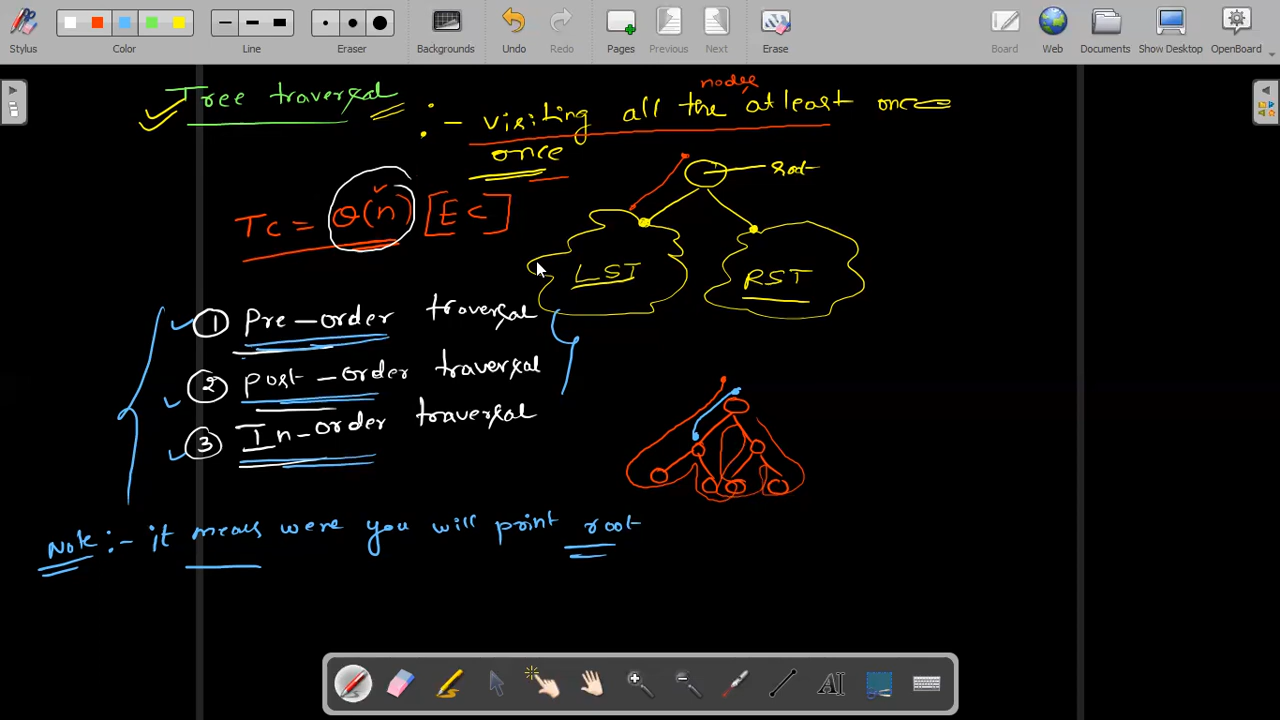 Stylus
Color
Line
Eraser
Backgrounds
Undo
Redo
Pages
Previous
Next
Erase
Board
Web
Documents
Show Desktop
OpenBoard
Tree traversal :- visiting all the nodes atleast once
once
root
TC = θ(n) [EC]
LST
RST
① Pre-order traversal
② post-order traversal
③ In-order traversal
Note :- it means were you will print root